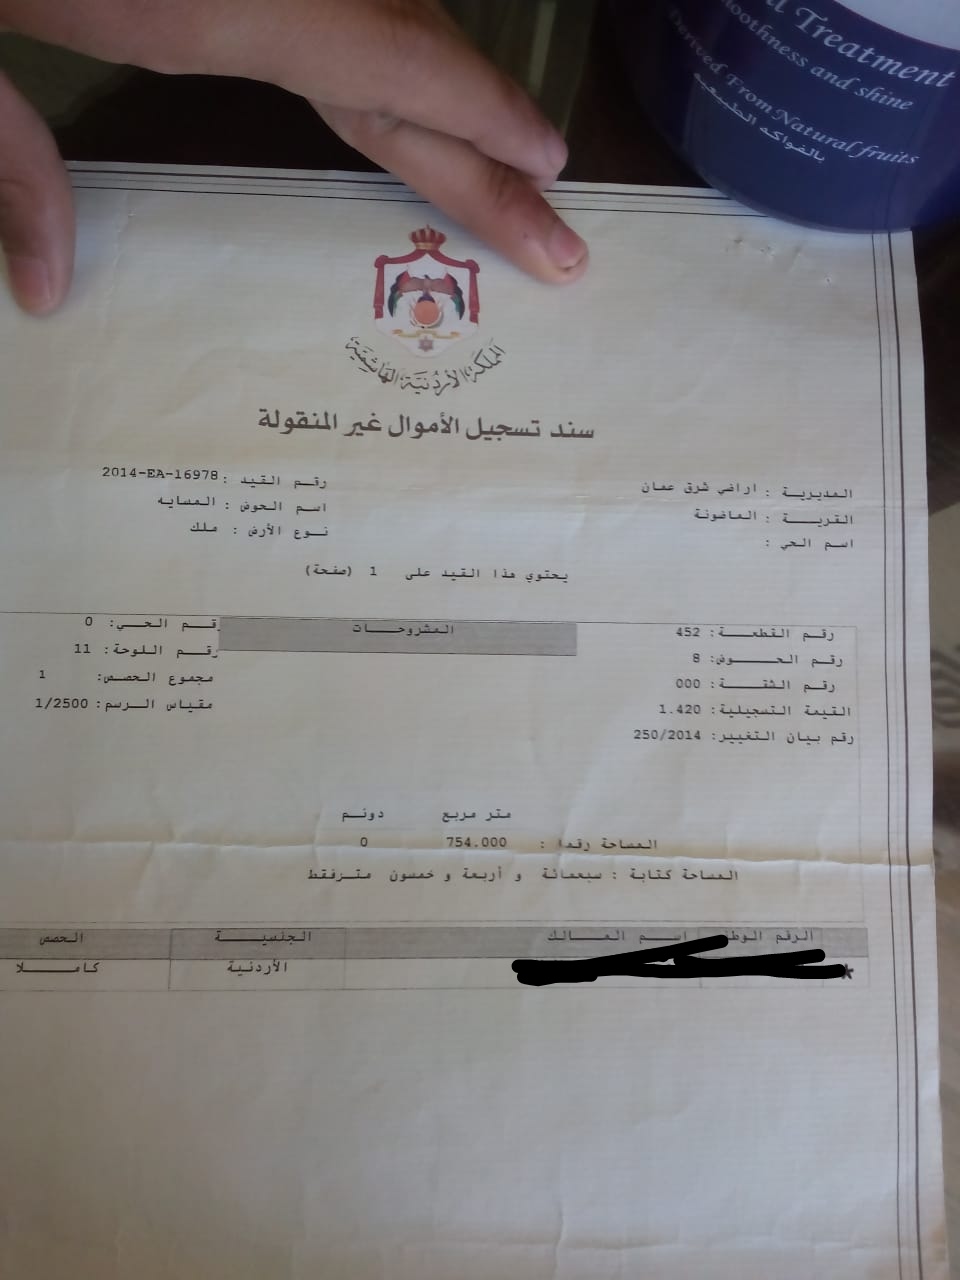 Treatment
smoothness and shine
Derived From Natural fruits
بالفواكه الطبيعية
المملكة الأردنية الهاشمية
سند تسجيل الأموال غير المنقولة
المديرية : اراضي شرق عمان
رقم القيد : 2014-EA-16978
القرية : الماضونة
اسم الحوض : المسايه
اسم الحي :
نوع الأرض : ملك
يحتوي هذا القيد على 1 (صفحة)
رقم القطعة: 452
المشروحات
رقم الحي: 0
رقم الحوض: 8
رقم اللوحة: 11
رقم الشقة: 000
مجموع الحصص: 1
القيمة التسجيلية: 1.420
مقياس الرسم: 1/2500
رقم بيان التغيير: 250/2014
متر مربع دونم
المساحة رقما : 754.000 0
المساحة كتابة : سبعمائة و أربعة و خمسون مترفقط
الرقم اسم المالك الجنسية الحصص
* الأردنية كاملا